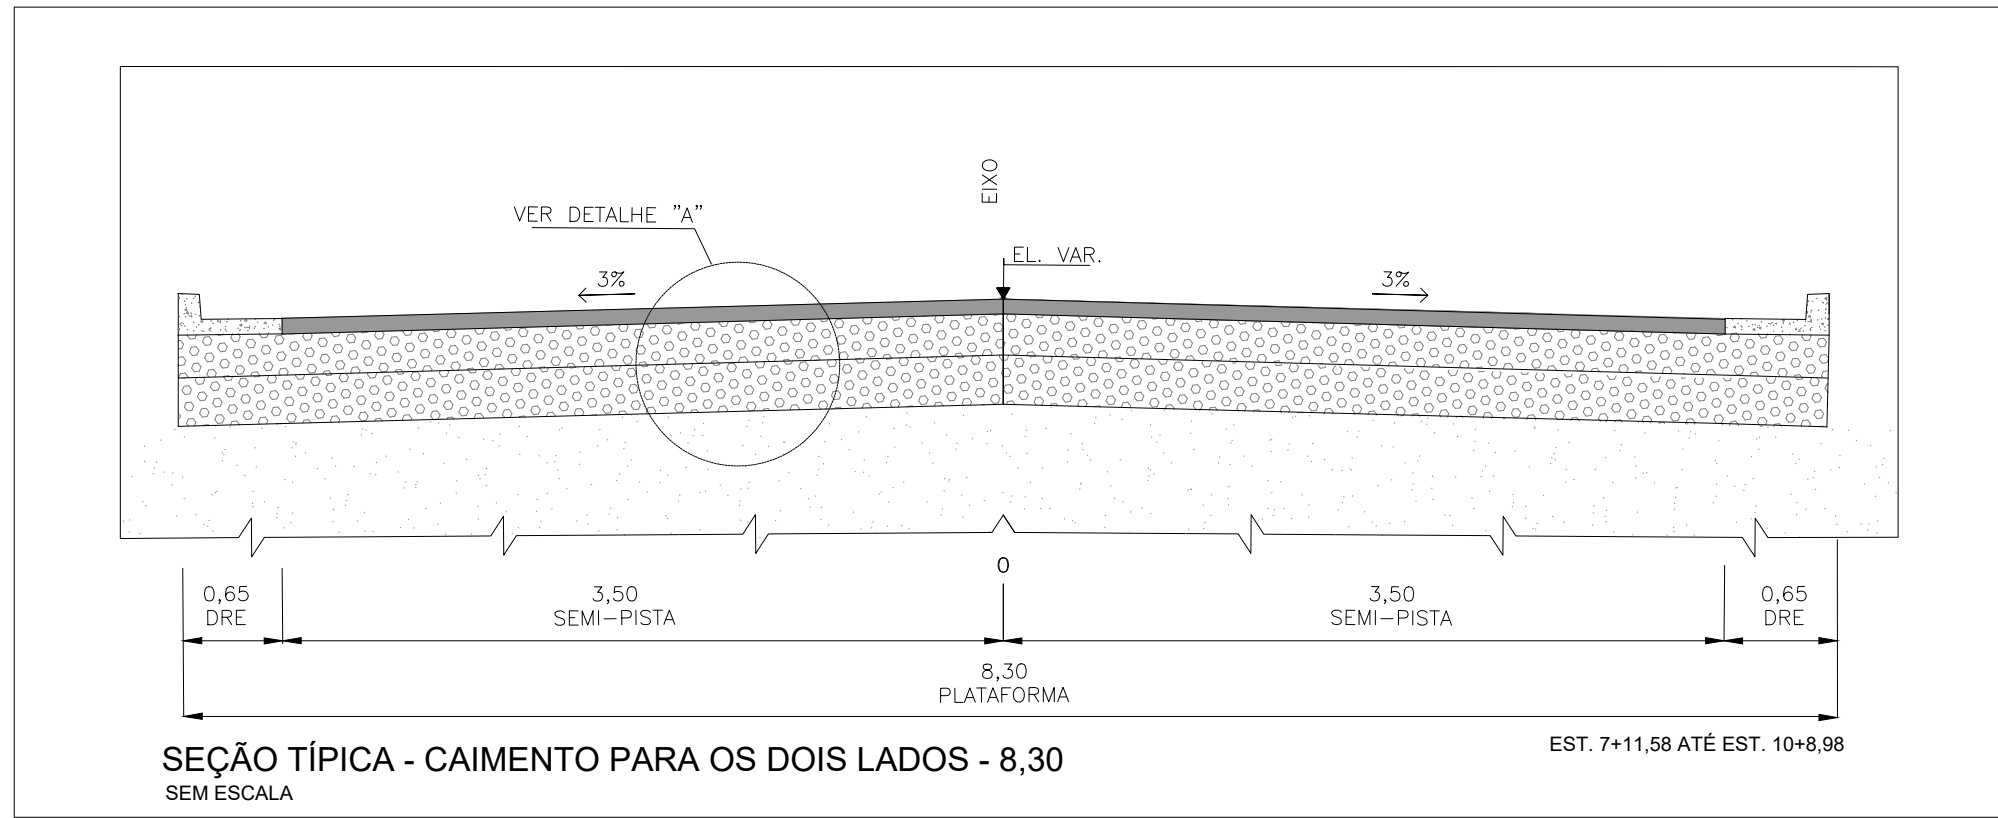 EIXO
VER DETALHE "A"
EL. VAR.
3%
3%
0
0,65
DRE
3,50
SEMI-PISTA
3,50
SEMI-PISTA
0,65
DRE
8,30
PLATAFORMA
EST. 7+11,58 ATÉ EST. 10+8,98
SEÇÃO TÍPICA - CAIMENTO PARA OS DOIS LADOS - 8,30
SEM ESCALA